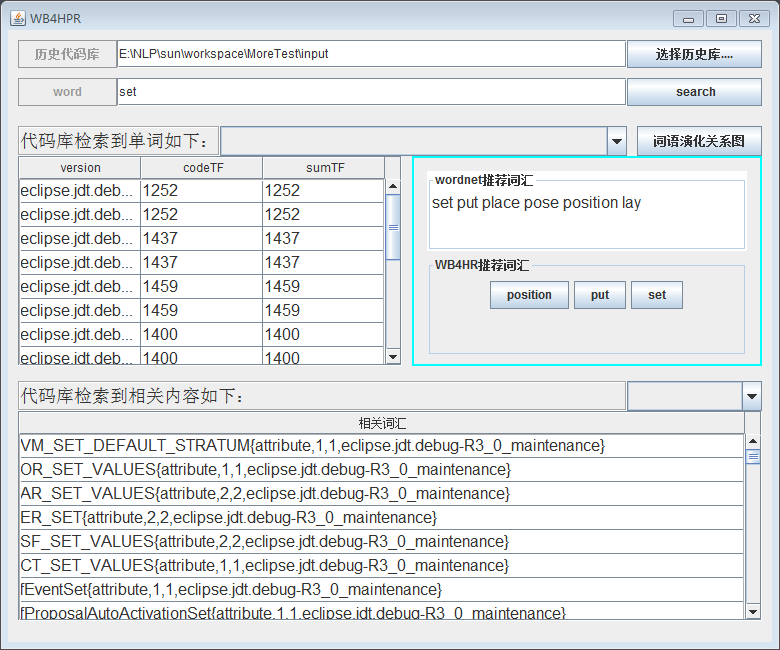 WB4HPR
历史代码库 E:\NLP\sun\workspace\MoreTest\input 选择历史库....
word set search
代码库检索到单词如下： 词语演化关系图
version codeTF sumTF
eclipse.jdt.deb... 1252 1252
eclipse.jdt.deb... 1252 1252
eclipse.jdt.deb... 1437 1437
eclipse.jdt.deb... 1437 1437
eclipse.jdt.deb... 1459 1459
eclipse.jdt.deb... 1459 1459
eclipse.jdt.deb... 1400 1400
eclipse.jdt.deb... 1400 1400
wordnet推荐词汇
set put place pose position lay
WB4HR推荐词汇
position put set
代码库检索到相关内容如下：
相关词汇
VM_SET_DEFAULT_STRATUM{attribute,1,1,eclipse.jdt.debug-R3_0_maintenance}
OR_SET_VALUES{attribute,1,1,eclipse.jdt.debug-R3_0_maintenance}
AR_SET_VALUES{attribute,2,2,eclipse.jdt.debug-R3_0_maintenance}
ER_SET{attribute,2,2,eclipse.jdt.debug-R3_0_maintenance}
SF_SET_VALUES{attribute,2,2,eclipse.jdt.debug-R3_0_maintenance}
CT_SET_VALUES{attribute,1,1,eclipse.jdt.debug-R3_0_maintenance}
fEventSet{attribute,1,1,eclipse.jdt.debug-R3_0_maintenance}
fProposalAutoActivationSet{attribute,1,1,eclipse.jdt.debug-R3_0_maintenance}